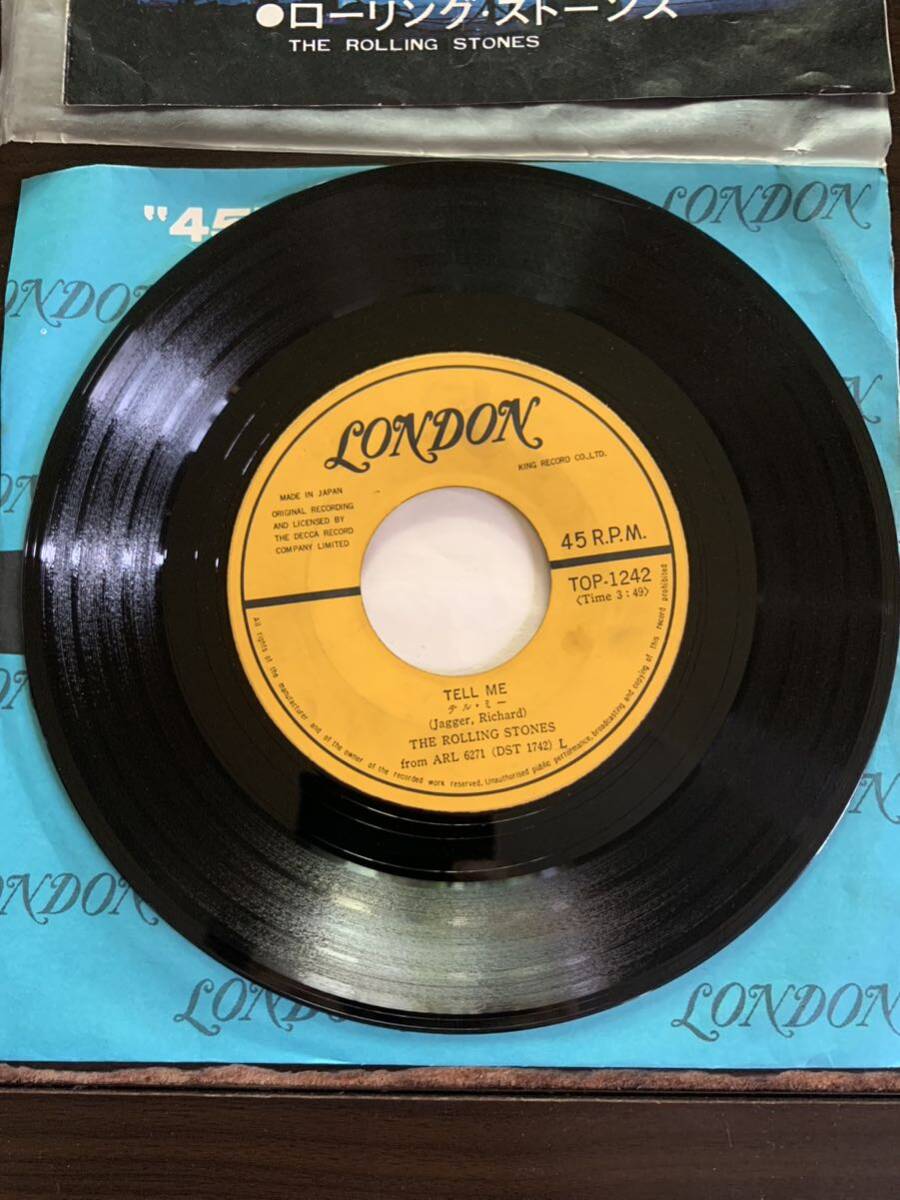 ●ローリング・ストーンズ
THE ROLLING STONES
"45
LONDON
LONDON
LONDON
KING RECORD CO.,LTD.
MADE IN JAPAN
ORIGINAL RECORDING
AND LICENSED BY
THE DECCA RECORD
COMPANY LIMITED
45 R.P.M.
TOP-1242
(Time 3:49)
TELL ME
テル・ミー
(Jagger, Richard)
THE ROLLING STONES
from ARL 6271 (DST 1742) L
All rights of the manufacturer and of the owner of the recorded work reserved. Unauthorised public performance, broadcasting and copying of this record prohibited
N
LONDON
LONDON
LONDON